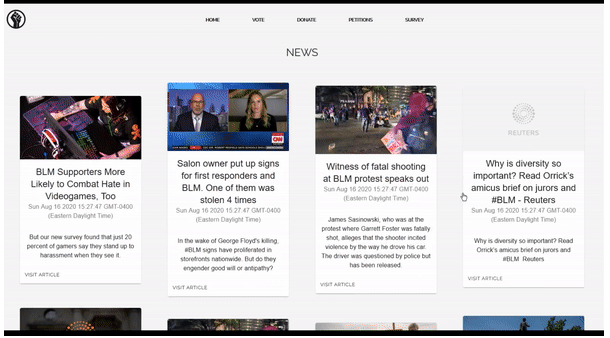 HOME VOTE DONATE PETITIONS SURVEY
NEWS
BLM Supporters More
Likely to Combat Hate in
Videogames, Too
Sun Aug 16 2020 15:27:47 GMT-0400
(Eastern Daylight Time)
But our new survey found that just 20
percent of gamers say they stand up to
harassment when they see it.
VISIT ARTICLE
CNN
Salon owner put up signs
for first responders and
BLM. One of them was
stolen 4 times
Sun Aug 16 2020 15:27:47 GMT-0400
(Eastern Daylight Time)
In the wake of George Floyd's killing,
#BLM signs have proliferated in
storefronts nationwide. But do they
engender good will or antipathy?
VISIT ARTICLE
Witness of fatal shooting
at BLM protest speaks out
Sun Aug 16 2020 15:27:47 GMT-0400
(Eastern Daylight Time)
James Sasinowski, who was at the
protest where Garrett Foster was fatally
shot, alleges that the shooter incited
violence by the way he drove his car.
The driver was questioned by police but
has been released
VISIT ARTICLE
REUTERS
Why is diversity so
important? Read Orrick's
amicus brief on jurors and
#BLM - Reuters
Sun Aug 16 2020 15:27:47 GMT-0400
(Eastern Daylight Time)
Why is diversity so important? Read
Orrick's amicus brief on jurors and
#BLM Reuters
VISIT ARTICLE